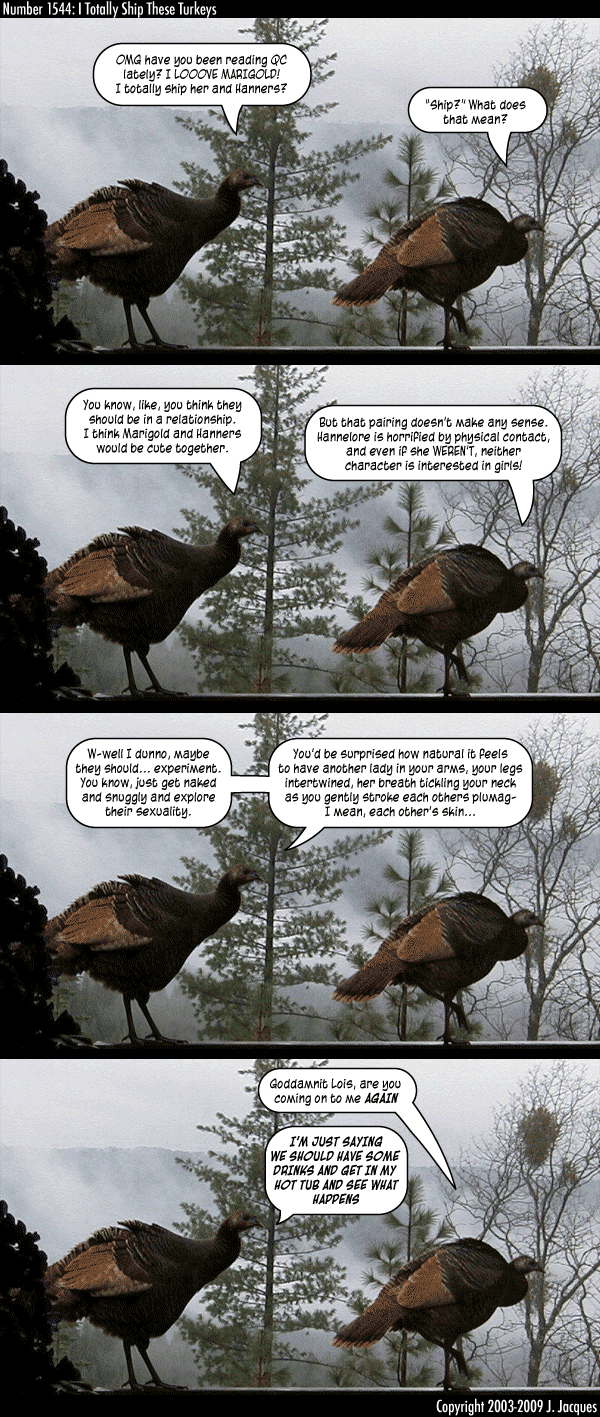 Number 1544: I Totally Ship These Turkeys
OMG have you been reading QC
lately? I LOOOVE MARIGOLD!
I totally ship her and Hanners?
"Ship?" What does
that mean?
You know, like, you think they
should be in a relationship.
I think Marigold and Hanners
would be cute together.
But that pairing doesn't make any sense.
Hannelore is horrified by physical contact,
and even if she WEREN'T, neither
character is interested in girls!
W-well I dunno, maybe
they should... experiment.
You know, just get naked
and snuggly and explore
their sexuality.
You'd be surprised how natural it feels
to have another lady in your arms, your legs
intertwined, her breath tickling your neck
as you gently stroke each others plumag-
I mean, each other's skin...
Goddamnit Lois, are you
coming on to me AGAIN
I'M JUST SAYING
WE SHOULD HAVE SOME
DRINKS AND GET IN MY
HOT TUB AND SEE WHAT
HAPPENS
Copyright 2003-2009 J. Jacques